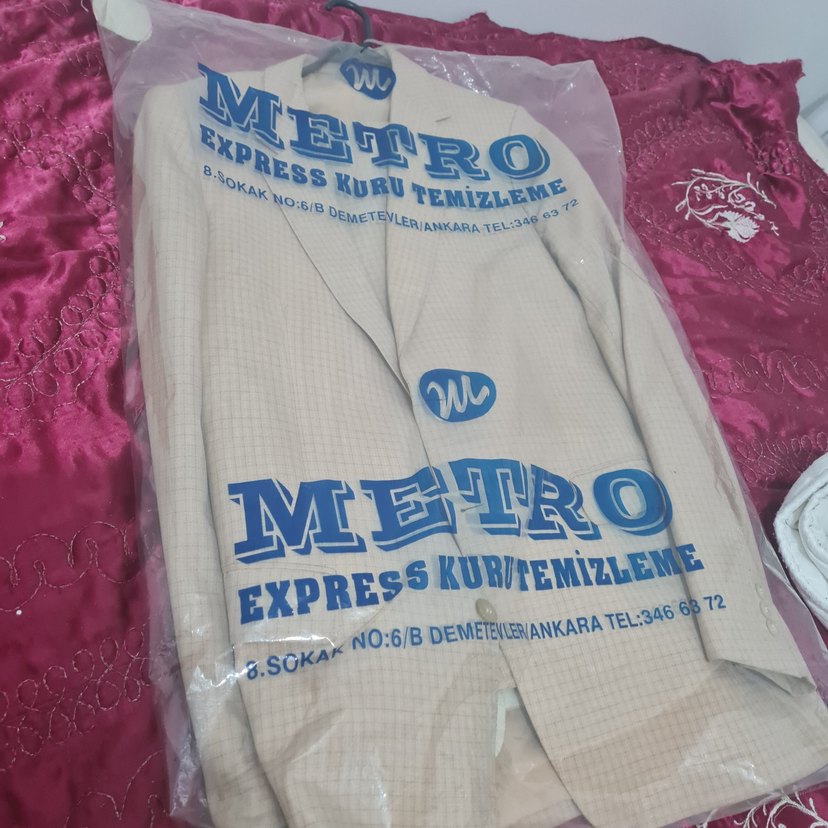 M
METRO
EXPRESS KURU TEMİZLEME
8.SOKAK NO:6/B DEMETEVLER/ANKARA TEL:346 63 72
M
METRO
EXPRESS KURU TEMİZLEME
8.SOKAK NO:6/B DEMETEVLER/ANKARA TEL:346 63 72